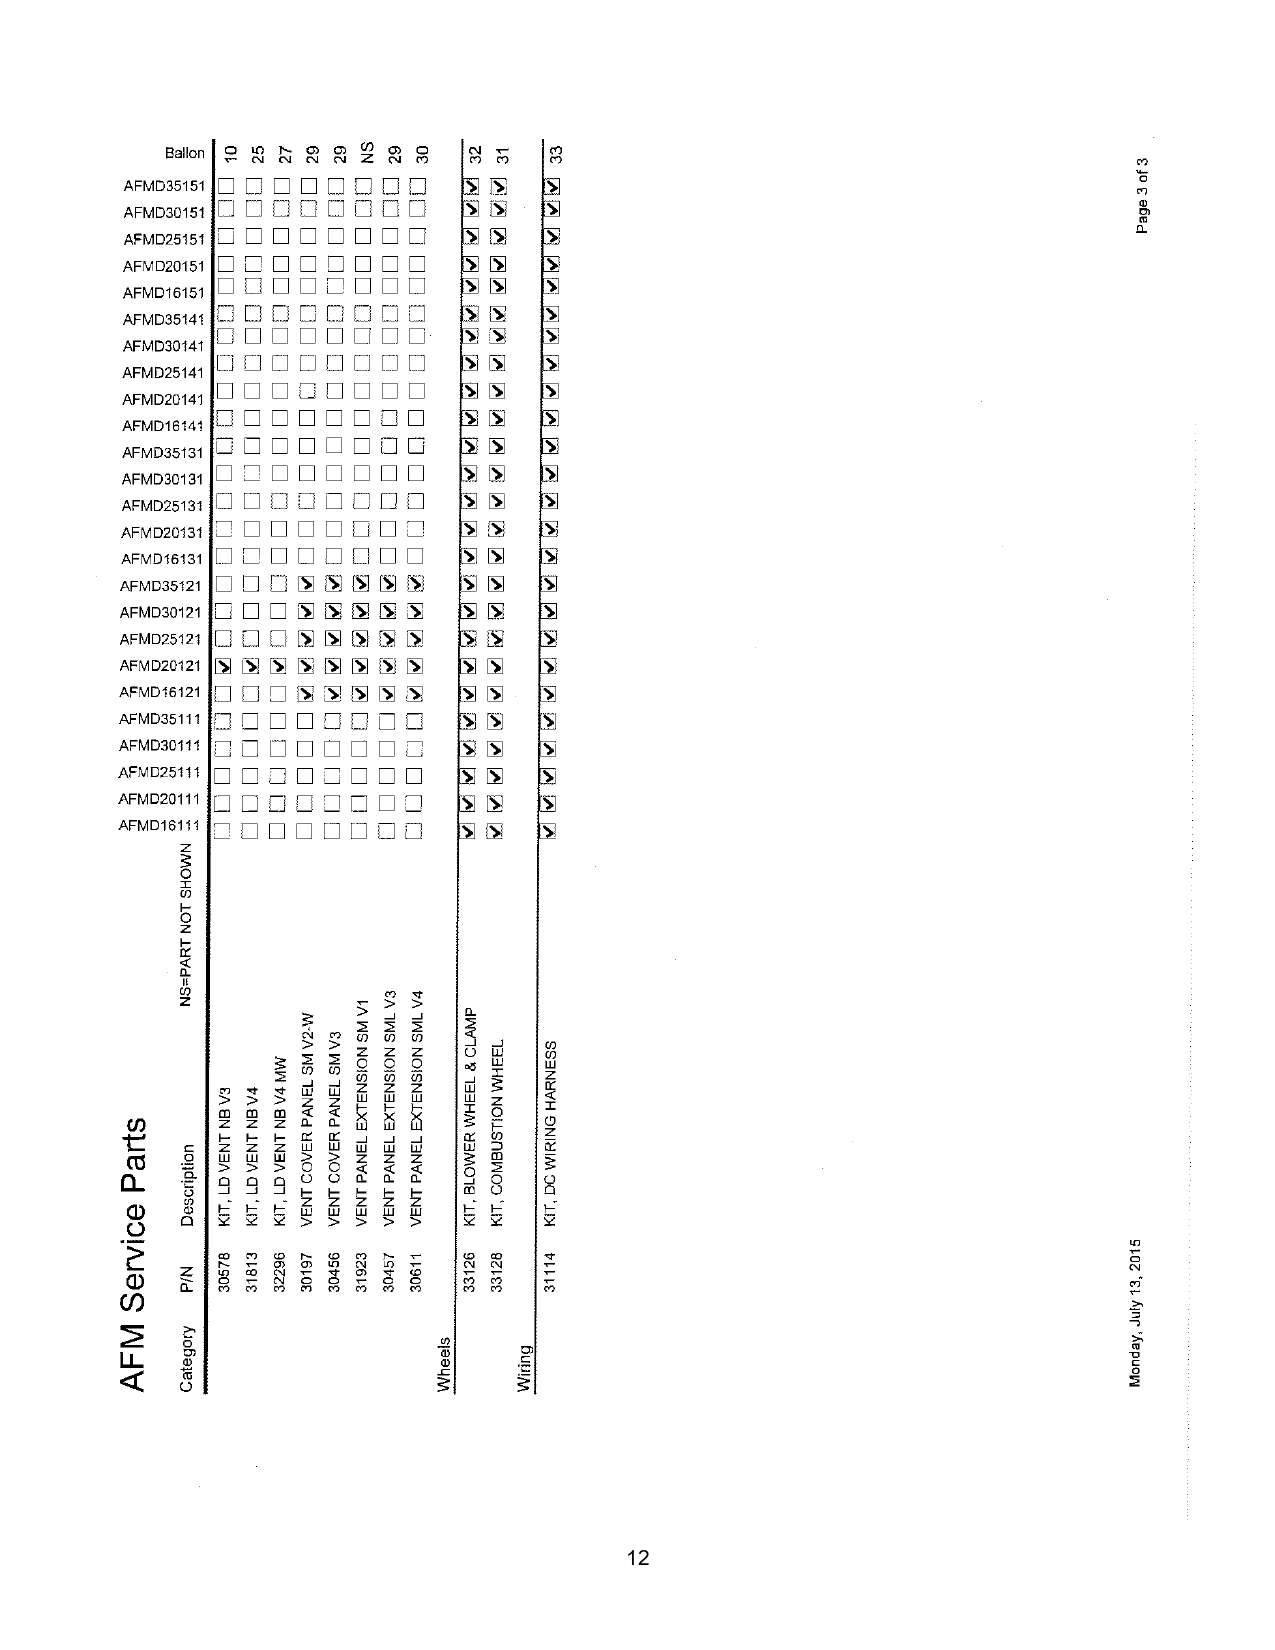 AFM Service Parts
Category P/N Description NS=PART NOT SHOWN AFMD16111 AFMD20111 AFMD25111 AFMD30111 AFMD35111 AFMD16121 AFMD20121 AFMD25121 AFMD30121 AFMD35121 AFMD16131 AFMD20131 AFMD25131 AFMD30131 AFMD35131 AFMD16141 AFMD20141 AFMD25141 AFMD30141 AFMD35141 AFMD16151 AFMD20151 AFMD25151 AFMD30151 AFMD35151 Ballon
30578 KIT, LD VENT NB V3 10
31813 KIT, LD VENT NB V4 25
32296 KIT, LD VENT NB V4 MW 27
30197 VENT COVER PANEL SM V2-W 29
30456 VENT COVER PANEL SM V3 29
31923 VENT PANEL EXTENSION SM V1 NS
30457 VENT PANEL EXTENSION SML V3 29
30611 VENT PANEL EXTENSION SML V4 30
Wheels
33126 KIT, BLOWER WHEEL & CLAMP 32
33128 KIT, COMBUSTION WHEEL 31
Wiring
31114 KIT, DC WIRING HARNESS 33
Monday, July 13, 2015 Page 3 of 3
12